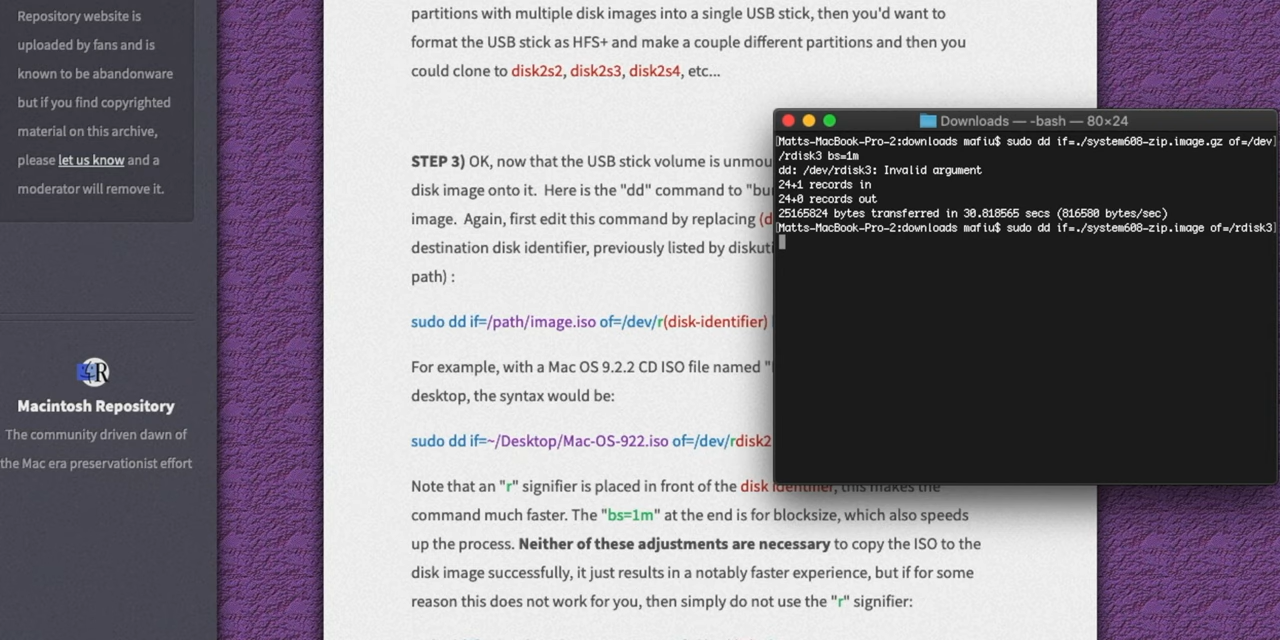 Repository website is
uploaded by fans and is
known to be abandonware
but if you find copyrighted
material on this archive,
please let us know and a
moderator will remove it.
Macintosh Repository
The community driven dawn of
the Mac era preservationist effort
partitions with multiple disk images into a single USB stick, then you'd want to
format the USB stick as HFS+ and make a couple different partitions and then you
could clone to disk2s2, disk2s3, disk2s4, etc...
STEP 3) OK, now that the USB stick volume is unmou
disk image onto it. Here is the "dd" command to "bu
image. Again, first edit this command by replacing (d
destination disk identifier, previously listed by diskuti
path) :
sudo dd if=/path/image.iso of=/dev/r(disk-identifier)
For example, with a Mac OS 9.2.2 CD ISO file named "
desktop, the syntax would be:
sudo dd if=~/Desktop/Mac-OS-922.iso of=/dev/rdisk2
Note that an "r" signifier is placed in front of the disk identifier, this makes the
command much faster. The "bs=1m" at the end is for blocksize, which also speeds
up the process. Neither of these adjustments are necessary to copy the ISO to the
disk image successfully, it just results in a notably faster experience, but if for some
reason this does not work for you, then simply do not use the "r" signifier:
Downloads — -bash — 80×24
[Matts-MacBook-Pro-2:downloads mafiu$ sudo dd if=./system608-zip.image.gz of=/dev]
/rdisk3 bs=1m
dd: /dev/rdisk3: Invalid argument
24+1 records in
24+0 records out
25165824 bytes transferred in 30.818565 secs (816580 bytes/sec)
[Matts-MacBook-Pro-2:downloads mafiu$ sudo dd if=./system608-zip.image of=/rdisk3]